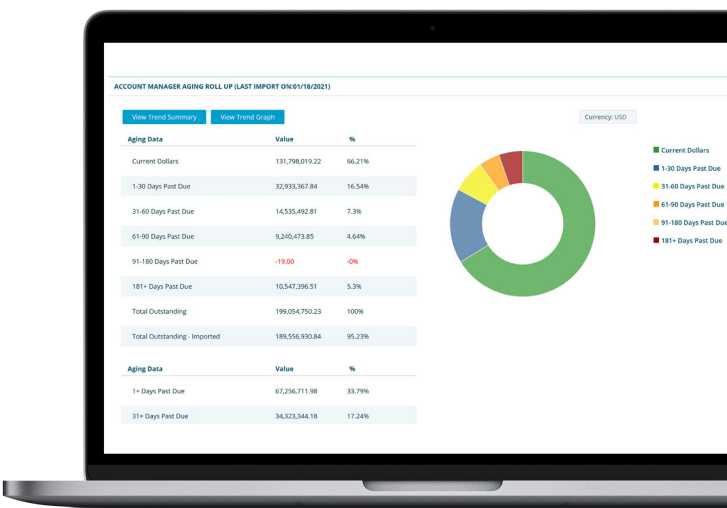 ACCOUNT MANAGER AGING ROLL UP (LAST IMPORT ON:01/18/2021)
View Trend Summary View Trend Graph
Currency: USD
Aging Data Value %
Current Dollars 131,798,019.22 66.21%
1-30 Days Past Due 32,933,367.84 16.54%
31-60 Days Past Due 14,535,492.81 7.3%
61-90 Days Past Due 9,240,473.85 4.64%
91-180 Days Past Due -19.00 -0%
181+ Days Past Due 10,547,396.51 5.3%
Total Outstanding 199,054,750.23 100%
Total Outstanding - Imported 189,556,930.84 95.23%
Aging Data Value %
1+ Days Past Due 67,256,711.98 33.79%
31+ Days Past Due 34,323,344.18 17.24%
Current Dollars
1-30 Days Past Due
31-60 Days Past Due
61-90 Days Past Due
91-180 Days Past Due
181+ Days Past Due